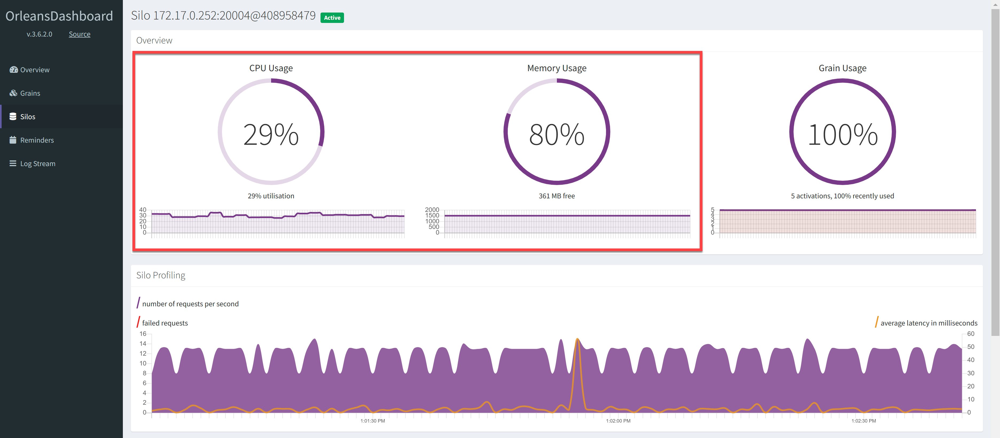 OrleansDashboard
v.3.6.2.0 Source
Overview
Grains
Silos
Reminders
Log Stream
Silo 172.17.0.252:20004@408958479 Active
Overview
CPU Usage
29%
29% utilisation
40
30
20
10
0
Memory Usage
80%
361 MB free
2000
1500
1000
500
0
Grain Usage
100%
5 activations, 100% recently used
5
4
3
2
1
0
Silo Profiling
number of requests per second
failed requests
average latency in milliseconds
16
14
12
10
8
6
4
2
0
60
50
40
30
20
10
0
1:01:30 PM 1:02:00 PM 1:02:30 PM